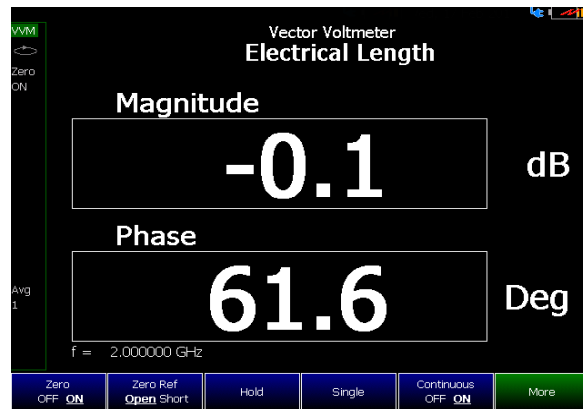 VVM
Vector Voltmeter
Electrical Length
Zero
ON
Magnitude
-0.1
dB
Phase
61.6
Deg
Avg
1
f = 2.000000 GHz
Zero
OFF ON
Zero Ref
Open Short
Hold
Single
Continuous
OFF ON
More